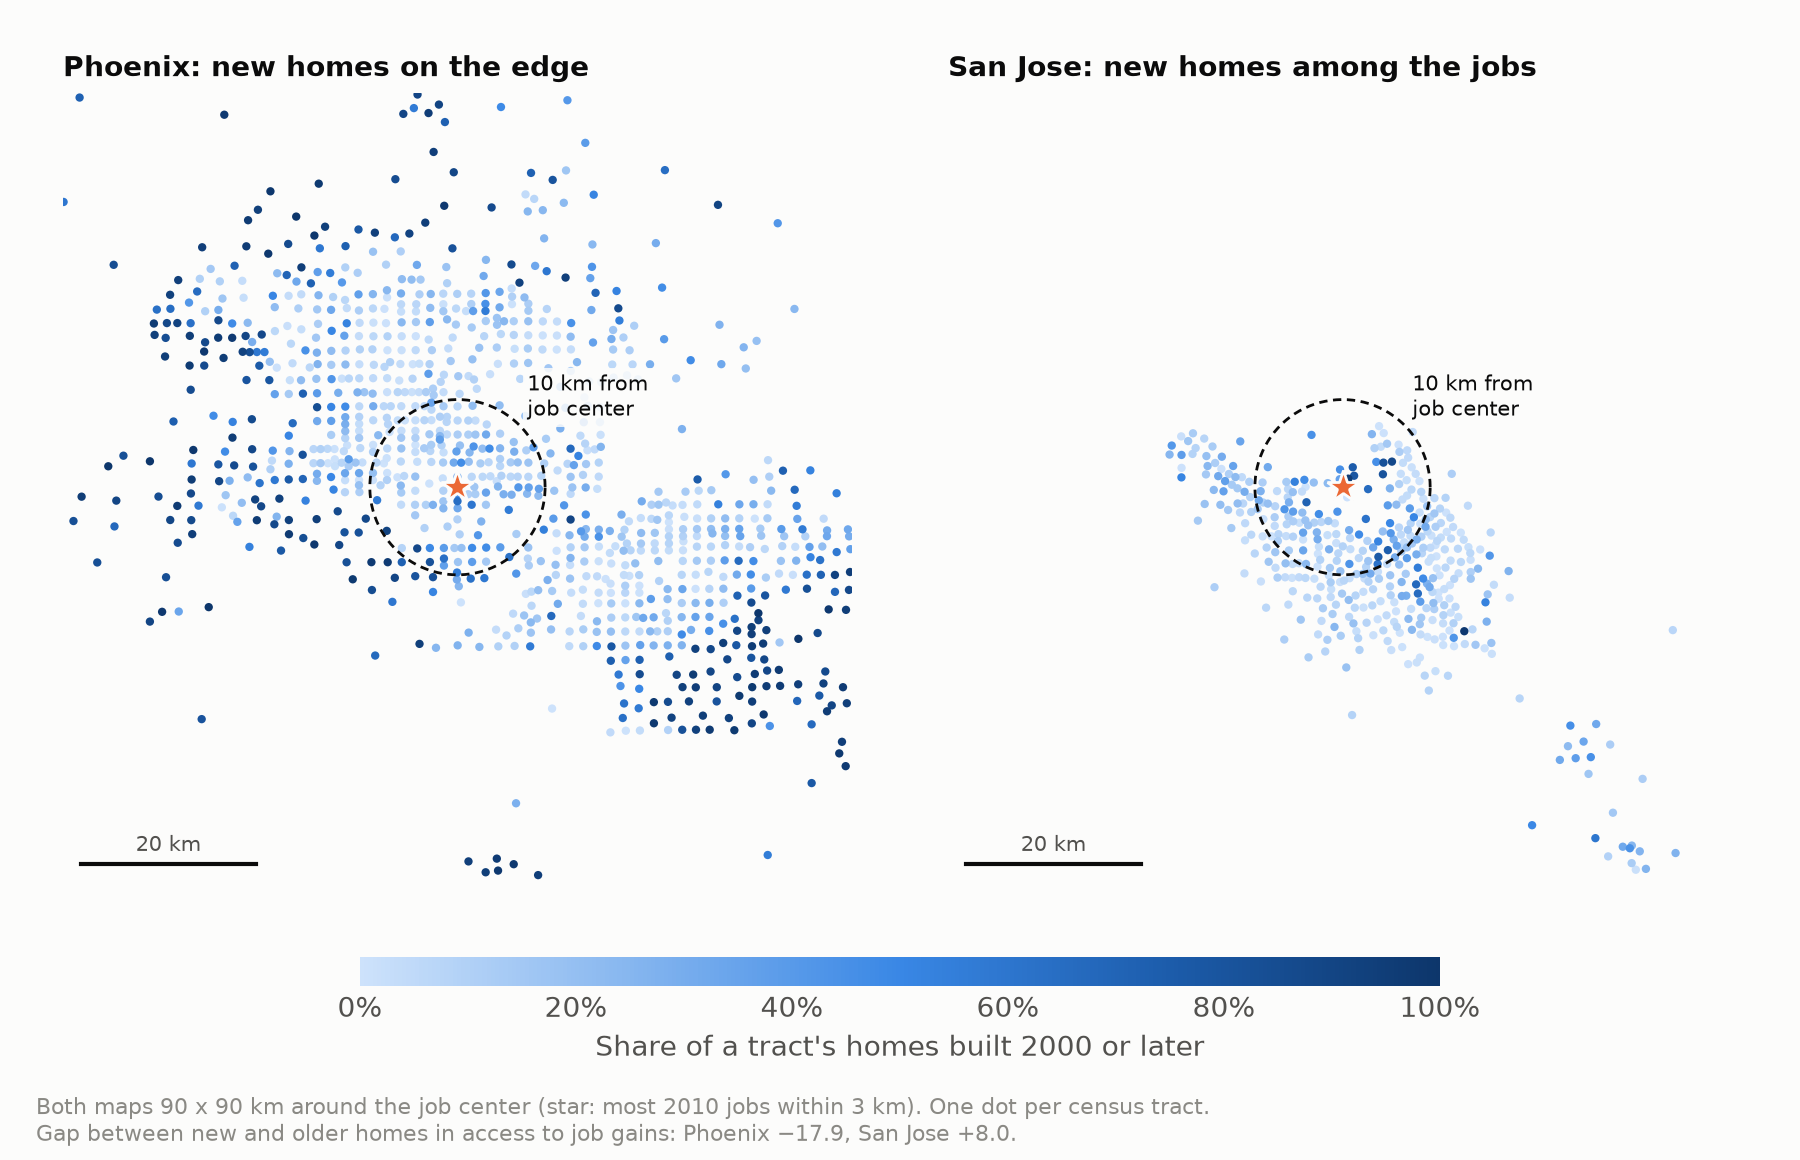 Phoenix: new homes on the edge
San Jose: new homes among the jobs
10 km from
job center
10 km from
job center
20 km
20 km
0%
20%
40%
60%
80%
100%
Share of a tract's homes built 2000 or later
Both maps 90 x 90 km around the job center (star: most 2010 jobs within 3 km). One dot per census tract.
Gap between new and older homes in access to job gains: Phoenix −17.9, San Jose +8.0.